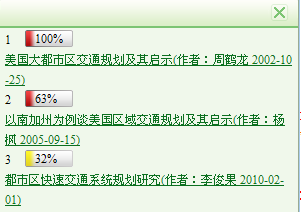 1 100%
美国大都市区交通规划及其启示(作者：周鹤龙 2002-10
-25)
2 63%
以南加州为例谈美国区域交通规划及其启示(作者：杨
枫 2005-09-15)
3 32%
都市区快速交通系统规划研究(作者：李俊果 2010-02-
01)